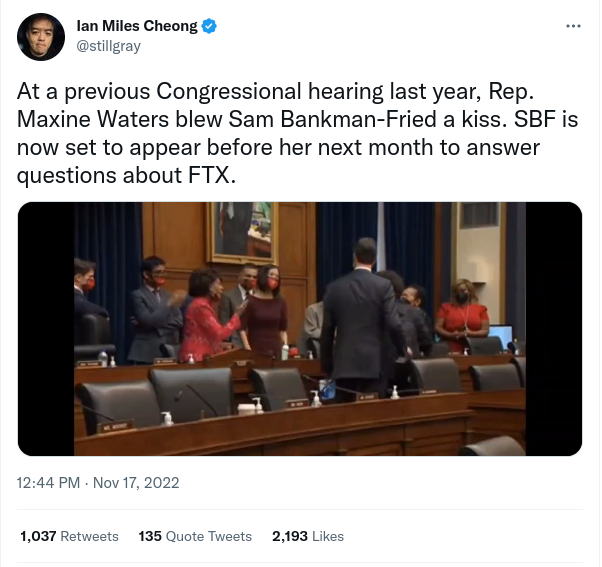 Ian Miles Cheong
@stillgray
At a previous Congressional hearing last year, Rep.
Maxine Waters blew Sam Bankman-Fried a kiss. SBF is
now set to appear before her next month to answer
questions about FTX.
12:44 PM · Nov 17, 2022
1,037 Retweets 135 Quote Tweets 2,193 Likes